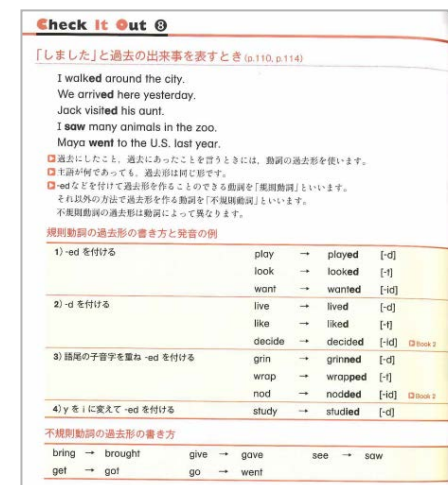 Check It Out ❽
「しました」と過去の出来事を表すとき(p.110, p.114)
I walked around the city.
We arrived here yesterday.
Jack visited his aunt.
I saw many animals in the zoo.
Maya went to the U.S. last year.
過去にしたこと、過去にあったことを言うときには、動詞の過去形を使います。
主語が何であっても、過去形は同じ形です。
-edなどを付けて過去形を作ることのできる動詞を「規則動詞」といいます。
それ以外の方法で過去形を作る動詞を「不規則動詞」といいます。
不規則動詞の過去形は動詞によって異なります。
規則動詞の過去形の書き方と発音の例
1) -ed を付ける play → played [-d]
look → looked [-t]
want → wanted [-id]
2) -d を付ける live → lived [-d]
like → liked [-t]
decide → decided [-id] Book 2
3) 語尾の子音字を重ね -ed を付ける grin → grinned [-d]
wrap → wrapped [-t]
nod → nodded [-id] Book 2
4) y を i に変えて -ed を付ける study → studied [-d]
不規則動詞の過去形の書き方
bring → brought give → gave see → saw
get → got go → went